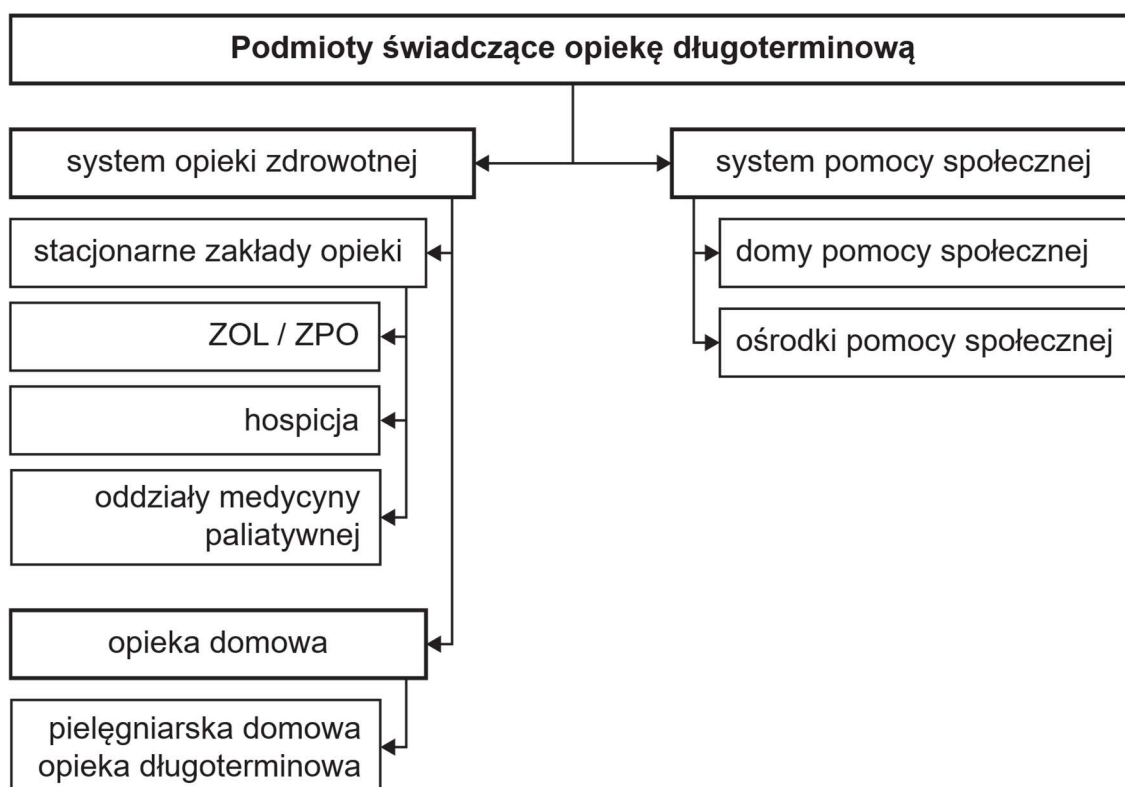 Podmioty świadczące opiekę długoterminową
system opieki zdrowotnej
system pomocy społecznej
stacjonarne zakłady opieki
domy pomocy społecznej
ZOL / ZPO
ośrodki pomocy społecznej
hospicja
oddziały medycyny
paliatywnej
opieka domowa
pielęgniarska domowa
opieka długoterminowa